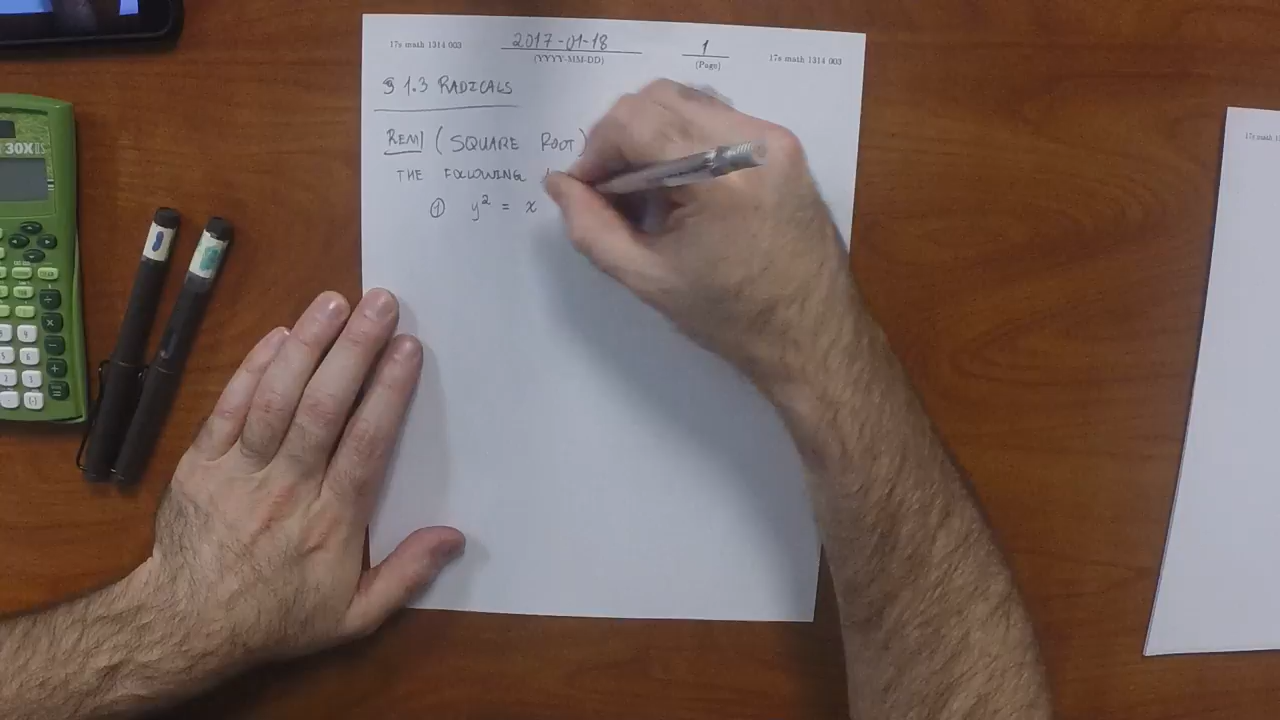 17s math 1314 003
2017-01-18
(YYYY-MM-DD)
1
(Page)
17s math 1314 003
§ 1.3 RADICALS
REM (SQUARE ROOT)
THE FOLLOWING
① y² = x
30X IIS